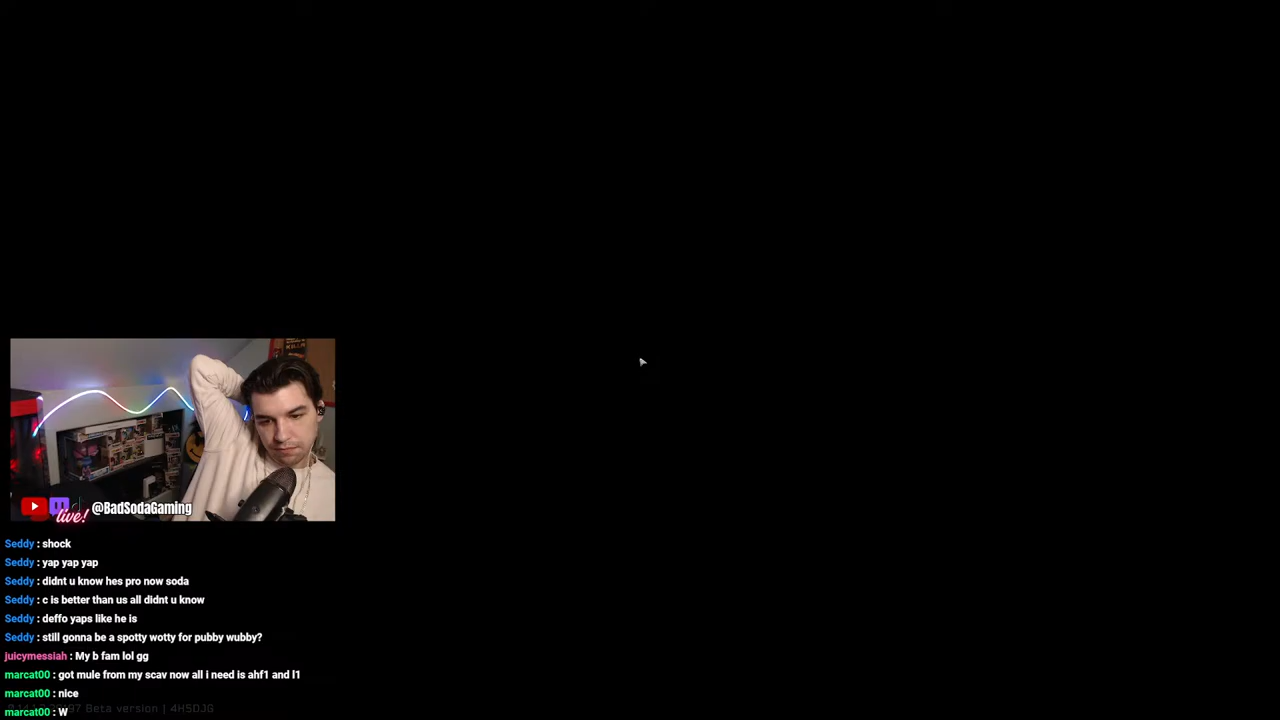 live!
@BadSodaGaming
Seddy : shock
Seddy : yap yap yap
Seddy : didnt u know hes pro now soda
Seddy : c is better than us all didnt u know
Seddy : deffo yaps like he is
Seddy : still gonna be a spotty wotty for pubby wubby?
juicymessiah : My b fam lol gg
marcat00 : got mule from my scav now all i need is ahf1 and l1
marcat00 : nice
Beta version | 4H5DJG
marcat00 : W